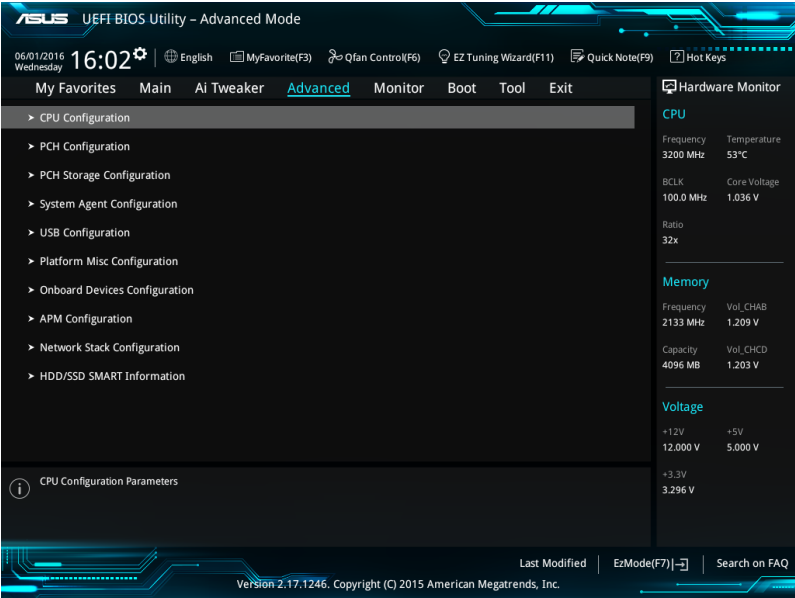 ASUS UEFI BIOS Utility – Advanced Mode
06/01/2016 Wednesday 16:02 English MyFavorite(F3) Qfan Control(F6) EZ Tuning Wizard(F11) Quick Note(F9) ? Hot Keys
My Favorites Main Ai Tweaker Advanced Monitor Boot Tool Exit
> CPU Configuration
> PCH Configuration
> PCH Storage Configuration
> System Agent Configuration
> USB Configuration
> Platform Misc Configuration
> Onboard Devices Configuration
> APM Configuration
> Network Stack Configuration
> HDD/SSD SMART Information
i CPU Configuration Parameters
Hardware Monitor
CPU
Frequency Temperature
3200 MHz 53°C
BCLK Core Voltage
100.0 MHz 1.036 V
Ratio
32x
Memory
Frequency Vol_CHAB
2133 MHz 1.209 V
Capacity Vol_CHCD
4096 MB 1.203 V
Voltage
+12V +5V
12.000 V 5.000 V
+3.3V
3.296 V
Last Modified EzMode(F7) Search on FAQ
Version 2.17.1246. Copyright (C) 2015 American Megatrends, Inc.